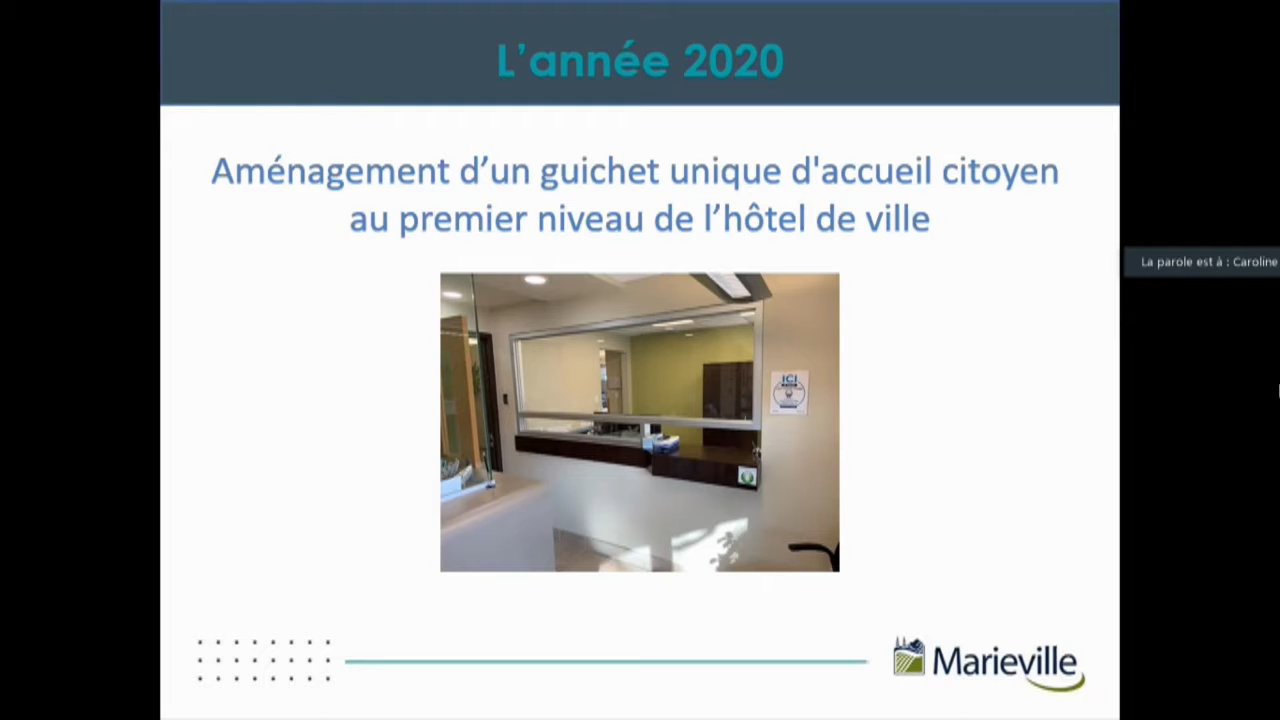 L'année 2020
Aménagement d’un guichet unique d'accueil citoyen
au premier niveau de l’hôtel de ville
La parole est à : Caroline
ICI
Marieville